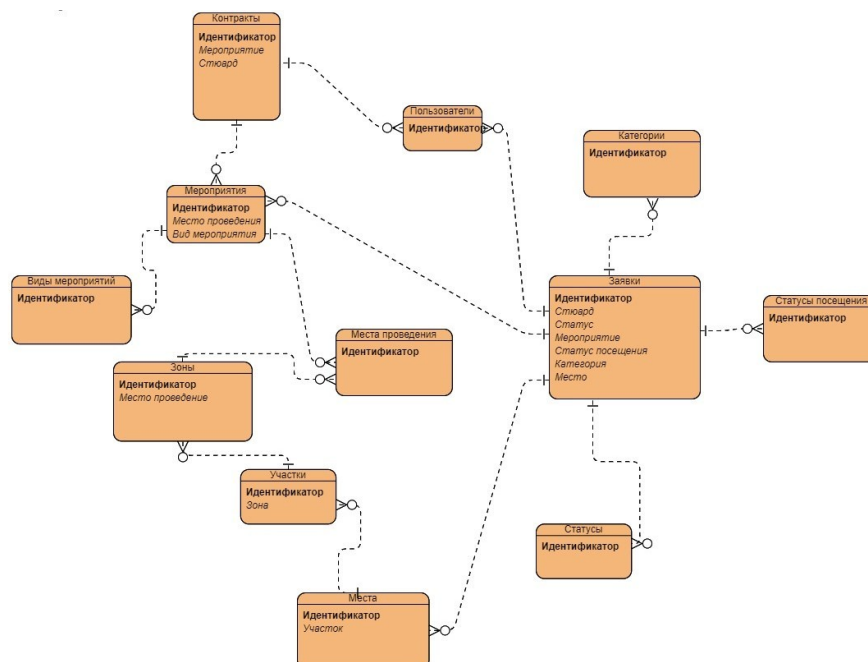 Контракты
Идентификатор
Мероприятие
Стюард
Пользователи
Идентификатор
Категории
Идентификатор
Мероприятия
Идентификатор
Место проведения
Вид мероприятия
Виды мероприятий
Идентификатор
Заявки
Идентификатор
Стюард
Статус
Мероприятие
Статус посещения
Категория
Место
Статусы посещения
Идентификатор
Места проведения
Идентификатор
Зоны
Идентификатор
Место проведение
Участки
Идентификатор
Зона
Статусы
Идентификатор
Места
Идентификатор
Участок